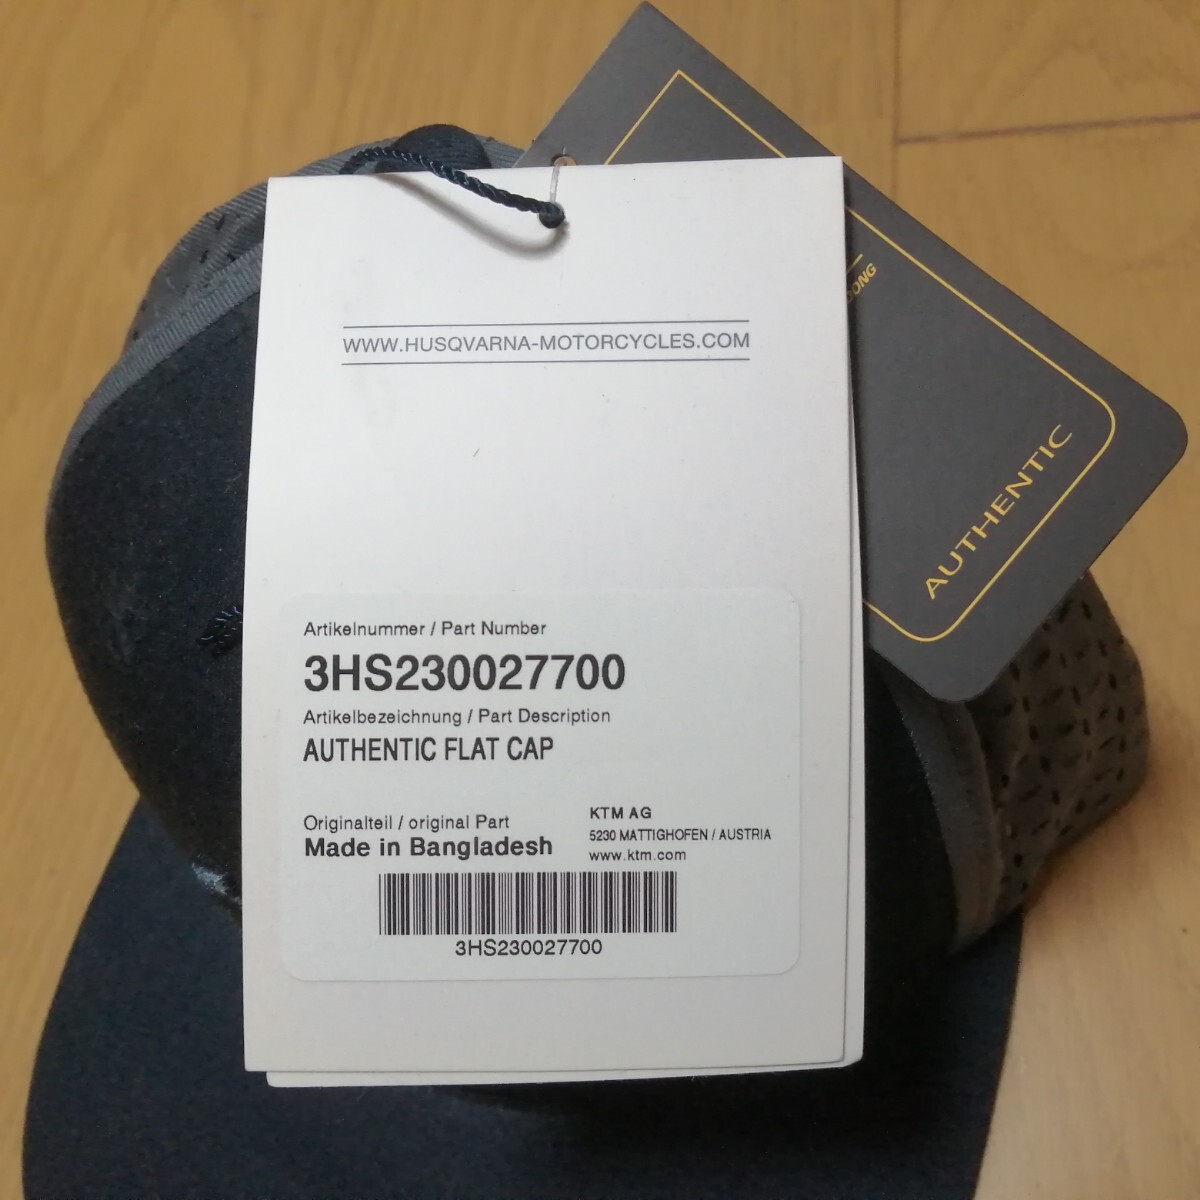 WWW.HUSQVARNA-MOTORCYCLES.COM
Artikelnummer / Part Number
3HS230027700
Artikelbezeichnung / Part Description
AUTHENTIC FLAT CAP
Originalteil / original Part
Made in Bangladesh
KTM AG
5230 MATTIGHOFEN / AUSTRIA
www.ktm.com
3HS230027700
AUTHENTIC